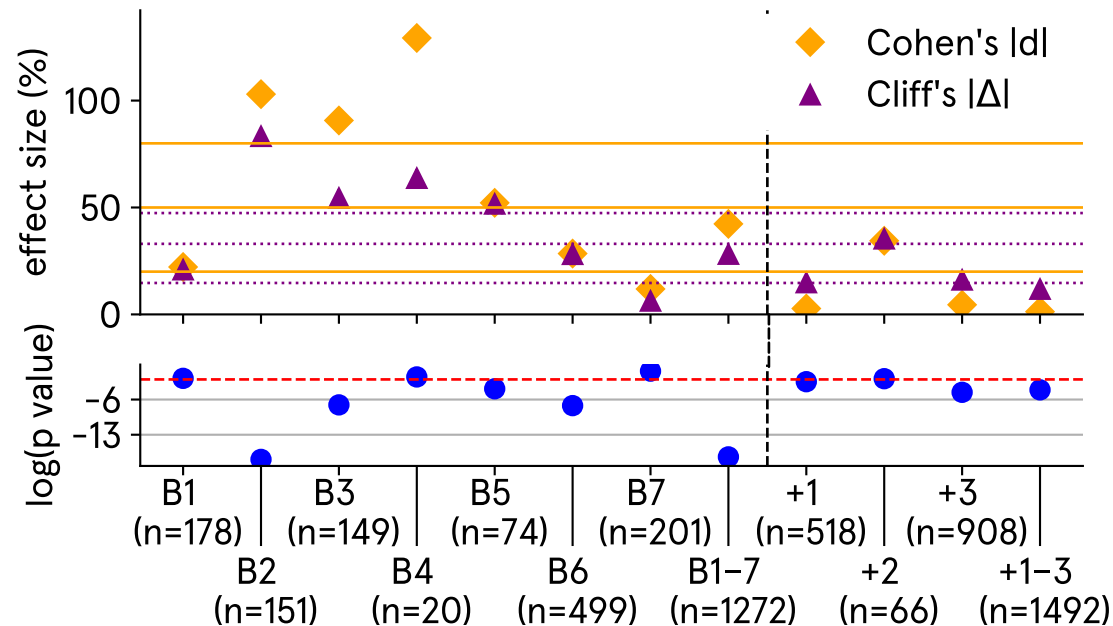 Cohen's |d|
Cliff's |Δ|
effect size (%)
100
50
0
log(p value)
−6
−13
B1 B3 B5 B7 +1 +3
(n=178) (n=149) (n=74) (n=201) (n=518) (n=908)
B2 B4 B6 B1−7 +2 +1−3
(n=151) (n=20) (n=499) (n=1272) (n=66) (n=1492)